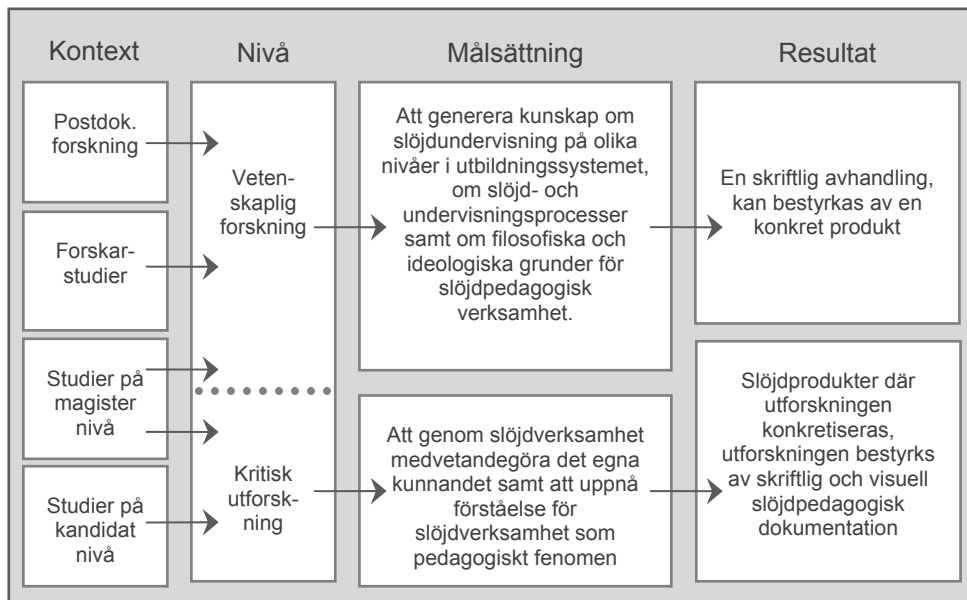 Kontext
Nivå
Målsättning
Resultat
Postdok.
forskning
Forskar-
studier
Studier på
magister
nivå
Studier på
kandidat
nivå
Veten-
skaplig
forskning
Kritisk
utforsk-
ning
Att generera kunskap om
slöjdundervisning på olika
nivåer i utbildningssystemet,
om slöjd- och
undervisningsprocesser
samt om filosofiska och
ideologiska grunder för
slöjdpedagogisk
verksamhet.
Att genom slöjdverksamhet
medvetandegöra det egna
kunnandet samt att uppnå
förståelse för
slöjdverksamhet som
pedagogiskt fenomen
En skriftlig avhandling,
kan bestyrkas av en
konkret produkt
Slöjdprodukter där
utforskningen
konkretiseras,
utforskningen bestyrks
av skriftlig och visuell
slöjdpedagogisk
dokumentation